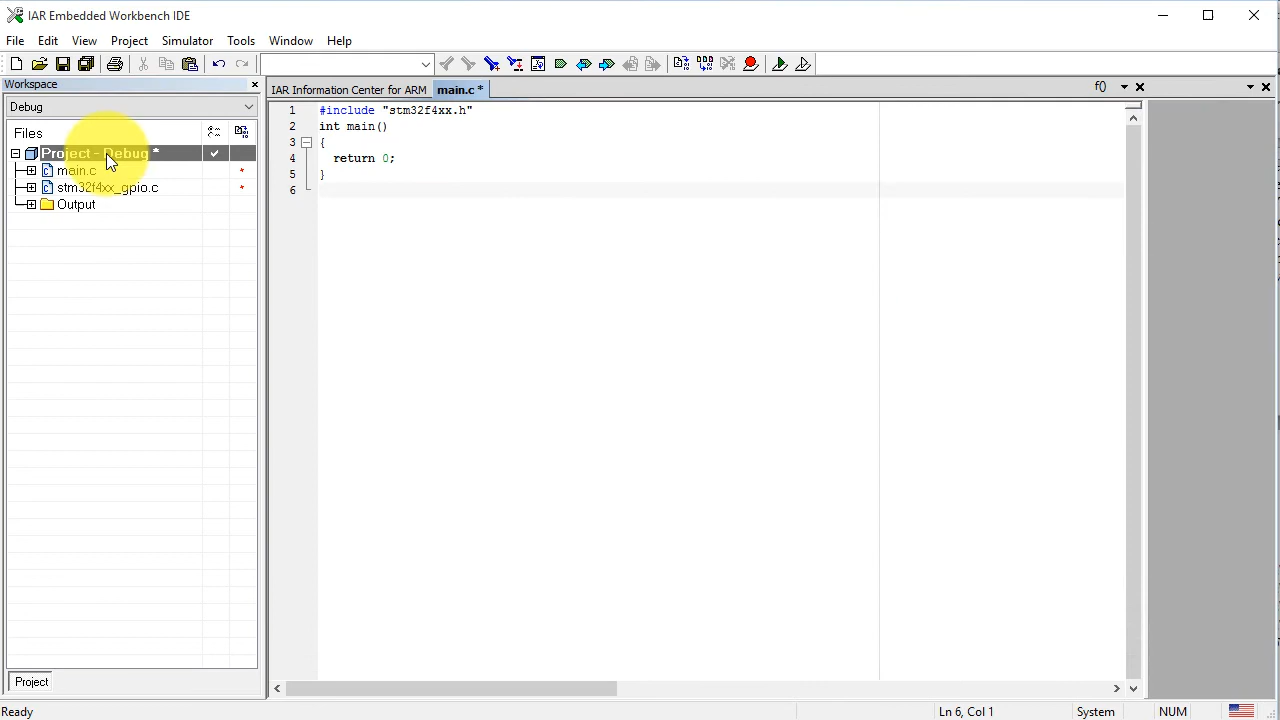 IAR Embedded Workbench IDE
File Edit View Project Simulator Tools Window Help
Workspace
IAR Information Center for ARM main.c * f()
Debug
Files
Project - Debug *
main.c
stm32f4xx_gpio.c
Output
1 #include "stm32f4xx.h"
2 int main()
3 {
4 return 0;
5 }
6
Project
Ready Ln 6, Col 1 System NUM